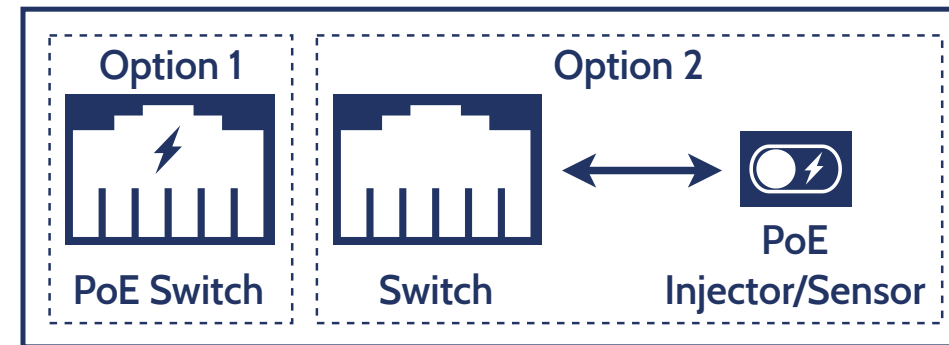 Option 1
PoE Switch
Option 2
Switch
PoE
Injector/Sensor